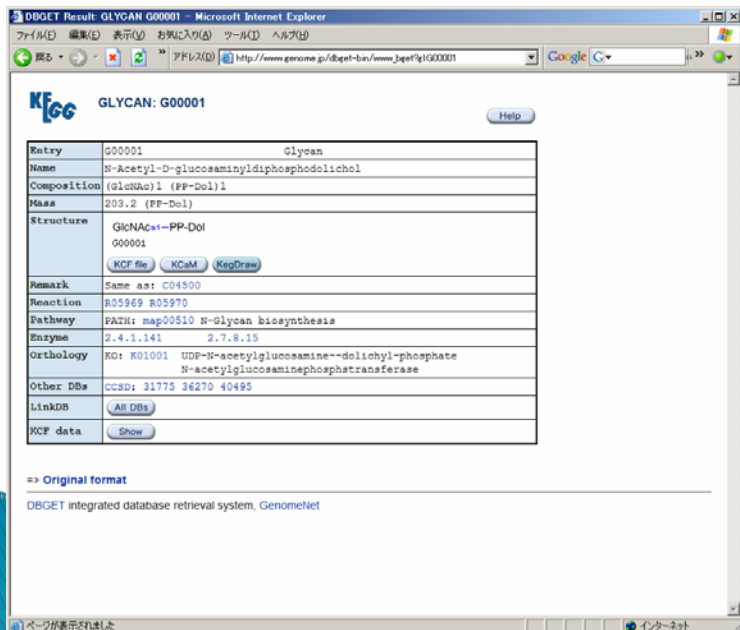 DBGET Result: GLYCAN G00001 - Microsoft Internet Explorer
ファイル(F) 編集(E) 表示(V) お気に入り(A) ツール(T) ヘルプ(H)
戻る アドレス(D) http://www.genome.jp/dbget-bin/www_bget?gl:G00001 Google G
KEGG GLYCAN: G00001
Help
Entry G00001 Glycan
Name N-Acetyl-D-glucosaminyldiphosphodolichol
Composition (GlcNAc)1 (PP-Dol)1
Mass 203.2 (PP-Dol)
Structure GlcNAcα1-PP-Dol
G00001
KCF file KCaM KegDraw
Remark Same as: C04500
Reaction R05969 R05970
Pathway PATH: map00510 N-Glycan biosynthesis
Enzyme 2.4.1.141 2.7.8.15
Orthology KO: K01001 UDP-N-acetylglucosamine--dolichyl-phosphate
N-acetylglucosaminephosphstransferase
Other DBs CCSD: 31775 36270 40495
LinkDB All DBs
KCF data Show
=> Original format
DBGET integrated database retrieval system, GenomeNet
ページが表示されました インターネット